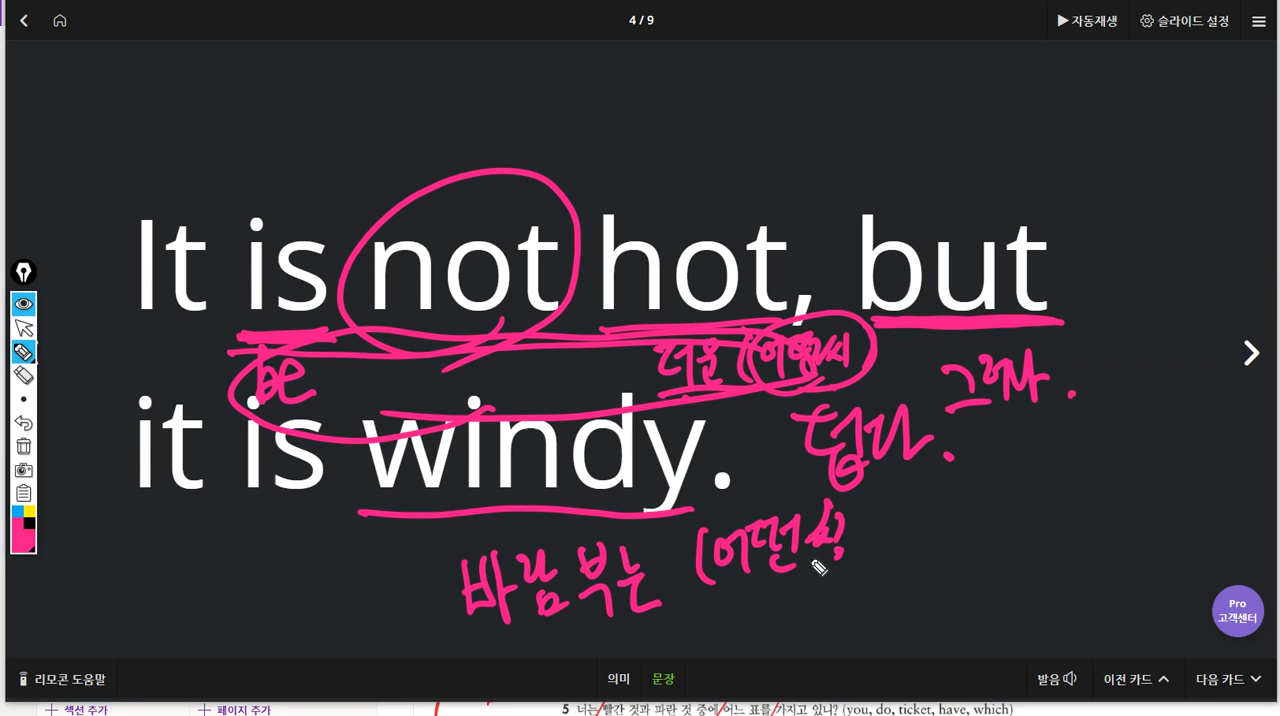 4 / 9
자동재생
슬라이드 설정
It is not hot, but
be
더운 (어떤씨
그러나.
it is windy.
덥다.
바람 부는 (어떤씨)
Pro
고객센터
리모콘 도움말
의미
문장
발음
이전 카드
다음 카드
섹션 추가
페이지 추가
5 너는 빨간 것과 파란 것 중에 어느 표를 가지고 있니? (you, do, ticket, have, which)